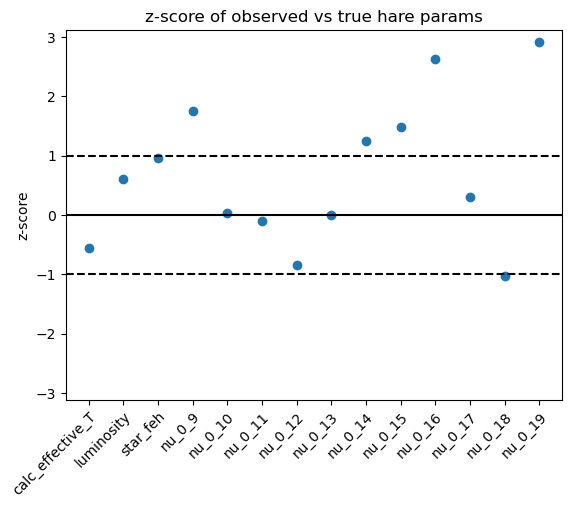 z-score of observed vs true hare params
3
2
1
0
−1
−2
−3
z-score
calc_effective_T
luminosity
star_feh
nu_0_9
nu_0_10
nu_0_11
nu_0_12
nu_0_13
nu_0_14
nu_0_15
nu_0_16
nu_0_17
nu_0_18
nu_0_19